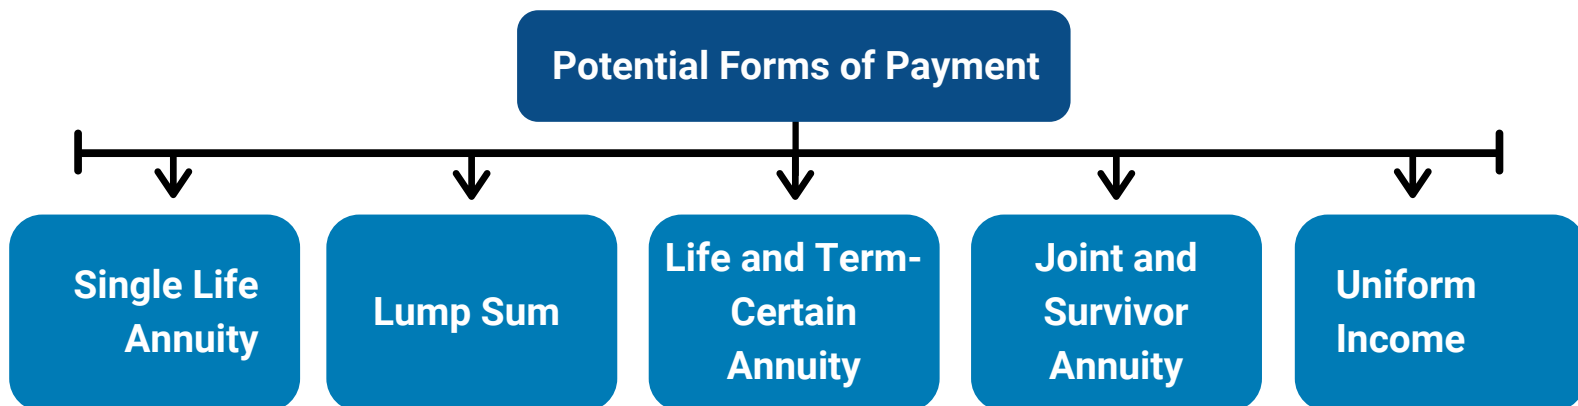 Potential Forms of Payment
Single Life
Annuity
Lump Sum
Life and Term-
Certain
Annuity
Joint and
Survivor
Annuity
Uniform
Income